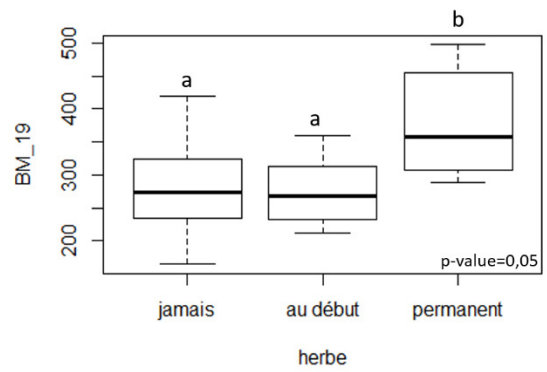 b
500
a
400
a
BM_19
300
200
p-value=0,05
jamais au début permanent
herbe